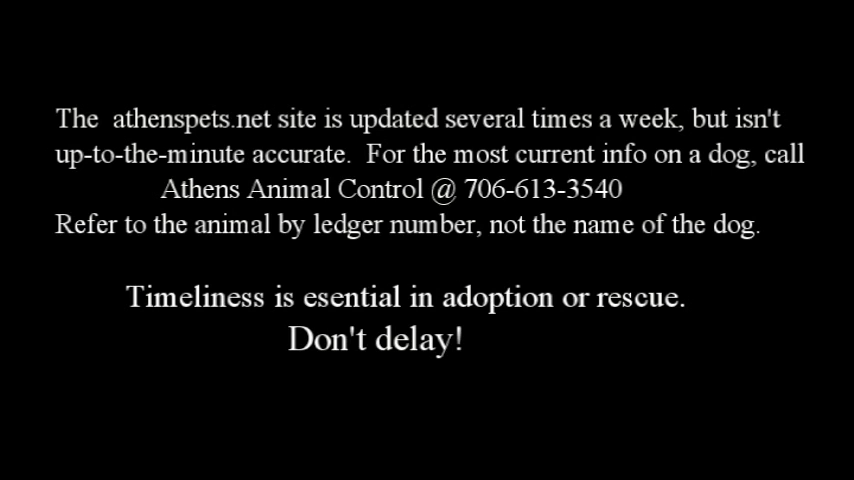 The  athenspets.net site is updated several times a week, but isn't
up-to-the-minute accurate.  For the most current info on a dog, call
Athens Animal Control @ 706-613-3540
Refer to the animal by ledger number, not the name of the dog.
Timeliness is esential in adoption or rescue.
Don't delay!